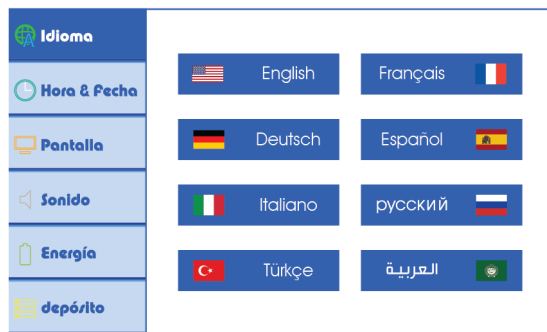 Idioma
Hora & Fecha
Pantalla
Sonido
Energía
depósito
English
Français
Deutsch
Español
Italiano
русский
Türkçe
العربية